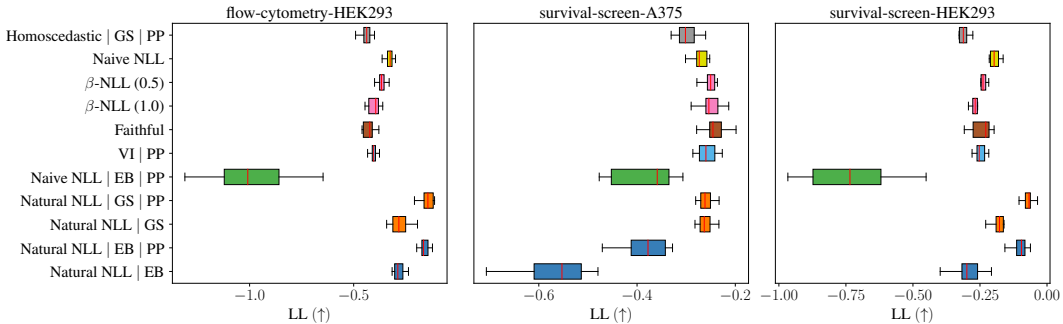 flow-cytometry-HEK293
survival-screen-A375
survival-screen-HEK293
Homoscedastic | GS | PP
Naive NLL
β-NLL (0.5)
β-NLL (1.0)
Faithful
VI | PP
Naive NLL | EB | PP
Natural NLL | GS | PP
Natural NLL | GS
Natural NLL | EB | PP
Natural NLL | EB
−1.0 −0.5
−0.6 −0.4 −0.2
−1.00 −0.75 −0.50 −0.25 0.00
LL (↑)
LL (↑)
LL (↑)